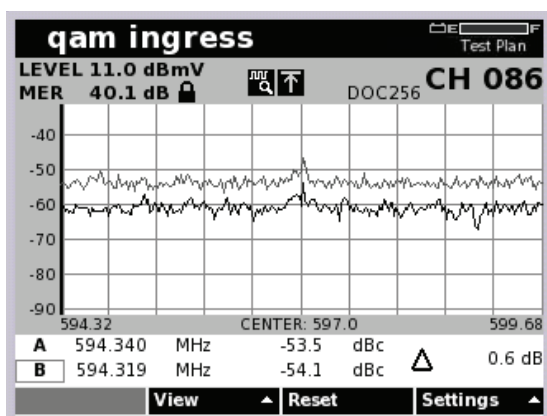 qam ingress
E F
Test Plan
LEVEL 11.0 dBmV
MER 40.1 dB
DOC256
CH 086
-40
-50
-60
-70
-80
-90
594.32 CENTER: 597.0 599.68
A 594.340 MHz -53.5 dBc
B 594.319 MHz -54.1 dBc
Δ 0.6 dB
View Reset Settings